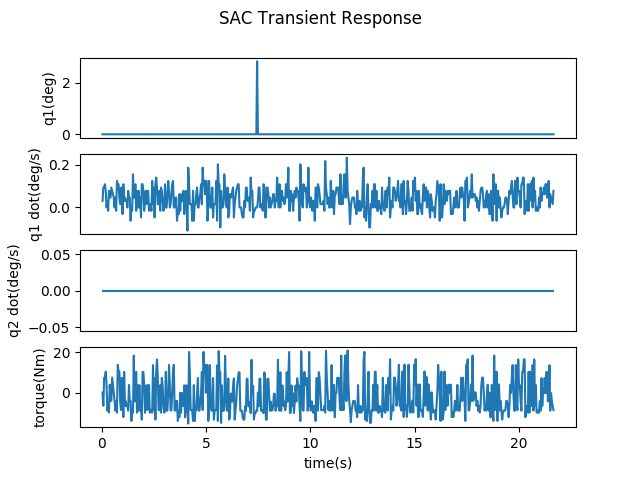 SAC Transient Response
q1(deg)
2
0
q1 dot(deg/s)
0.2
0.0
q2 dot(deg/s)
0.05
0.00
−0.05
torque(Nm)
20
0
0 5 10 15 20
time(s)